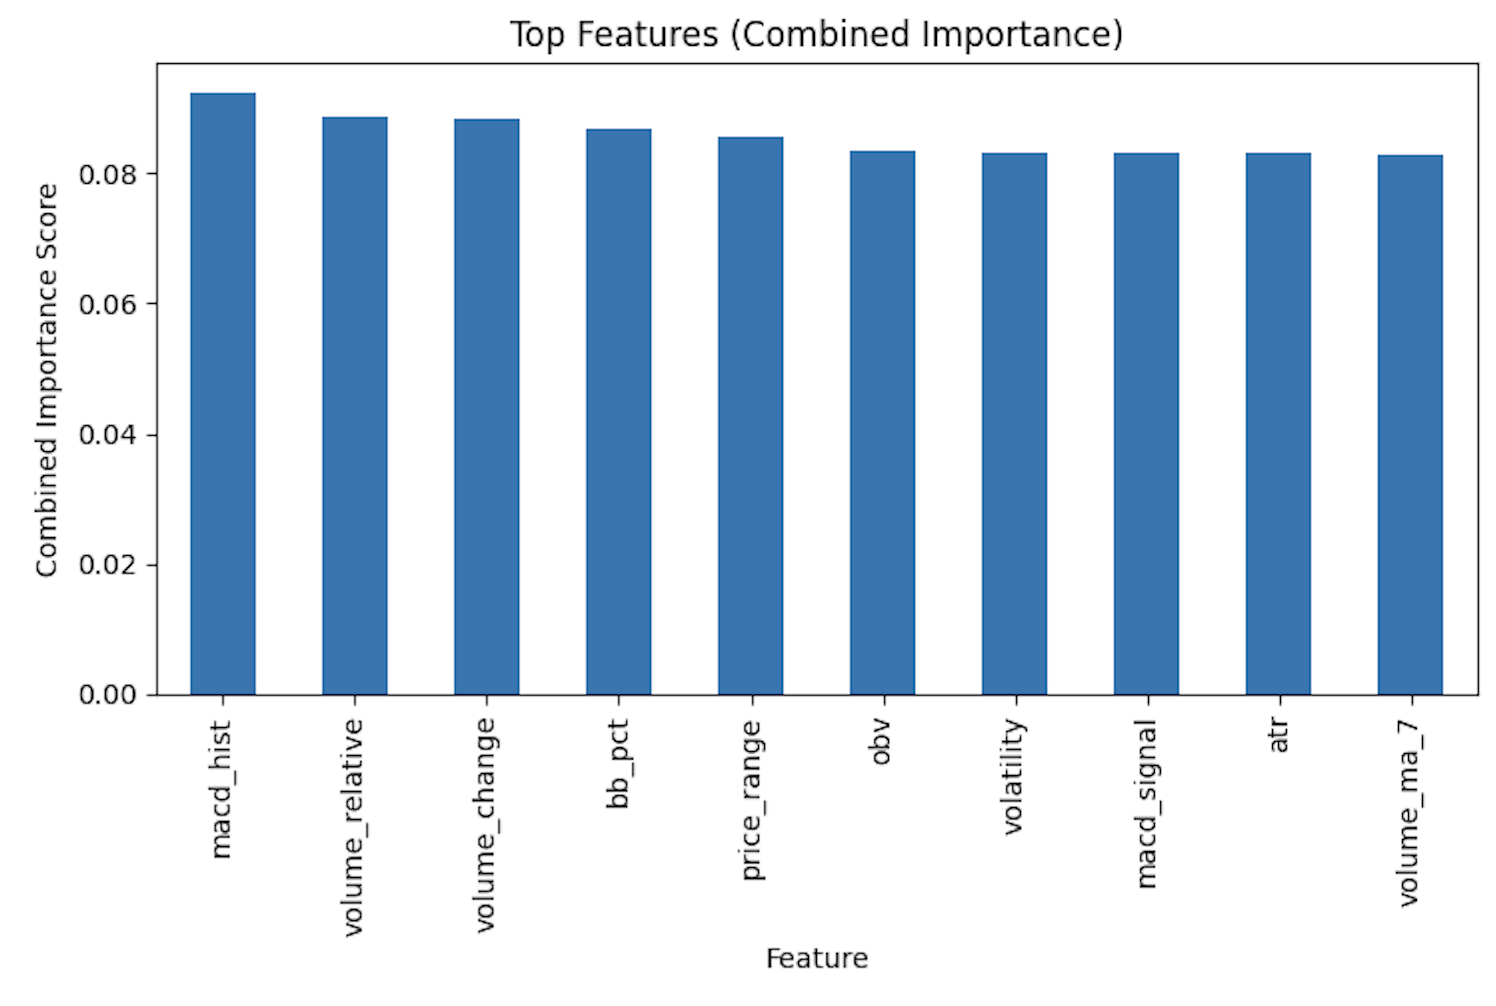 Top Features (Combined Importance)
Combined Importance Score
0.08
0.06
0.04
0.02
0.00
macd_hist
volume_relative
volume_change
bb_pct
price_range
obv
volatility
macd_signal
atr
volume_ma_7
Feature